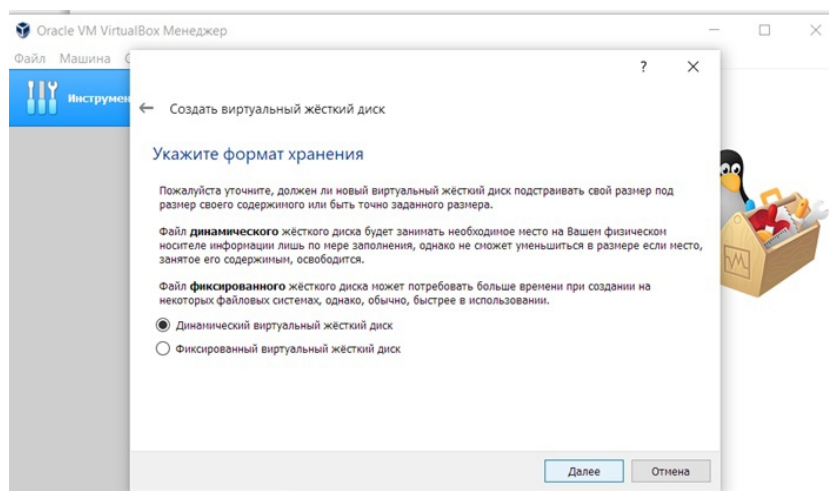 Oracle VM VirtualBox Менеджер
Файл Машина С
?
Инструмен
Создать виртуальный жёсткий диск
Укажите формат хранения
Пожалуйста уточните, должен ли новый виртуальный жёсткий диск подстраивать свой размер под
размер своего содержимого или быть точно заданного размера.
Файл динамического жёсткого диска будет занимать необходимое место на Вашем физическом
носителе информации лишь по мере заполнения, однако не сможет уменьшиться в размере если место,
занятое его содержимым, освободится.
Файл фиксированного жёсткого диска может потребовать больше времени при создании на
некоторых файловых системах, однако, обычно, быстрее в использовании.
Динамический виртуальный жёсткий диск
Фиксированный виртуальный жёсткий диск
Далее Отмена